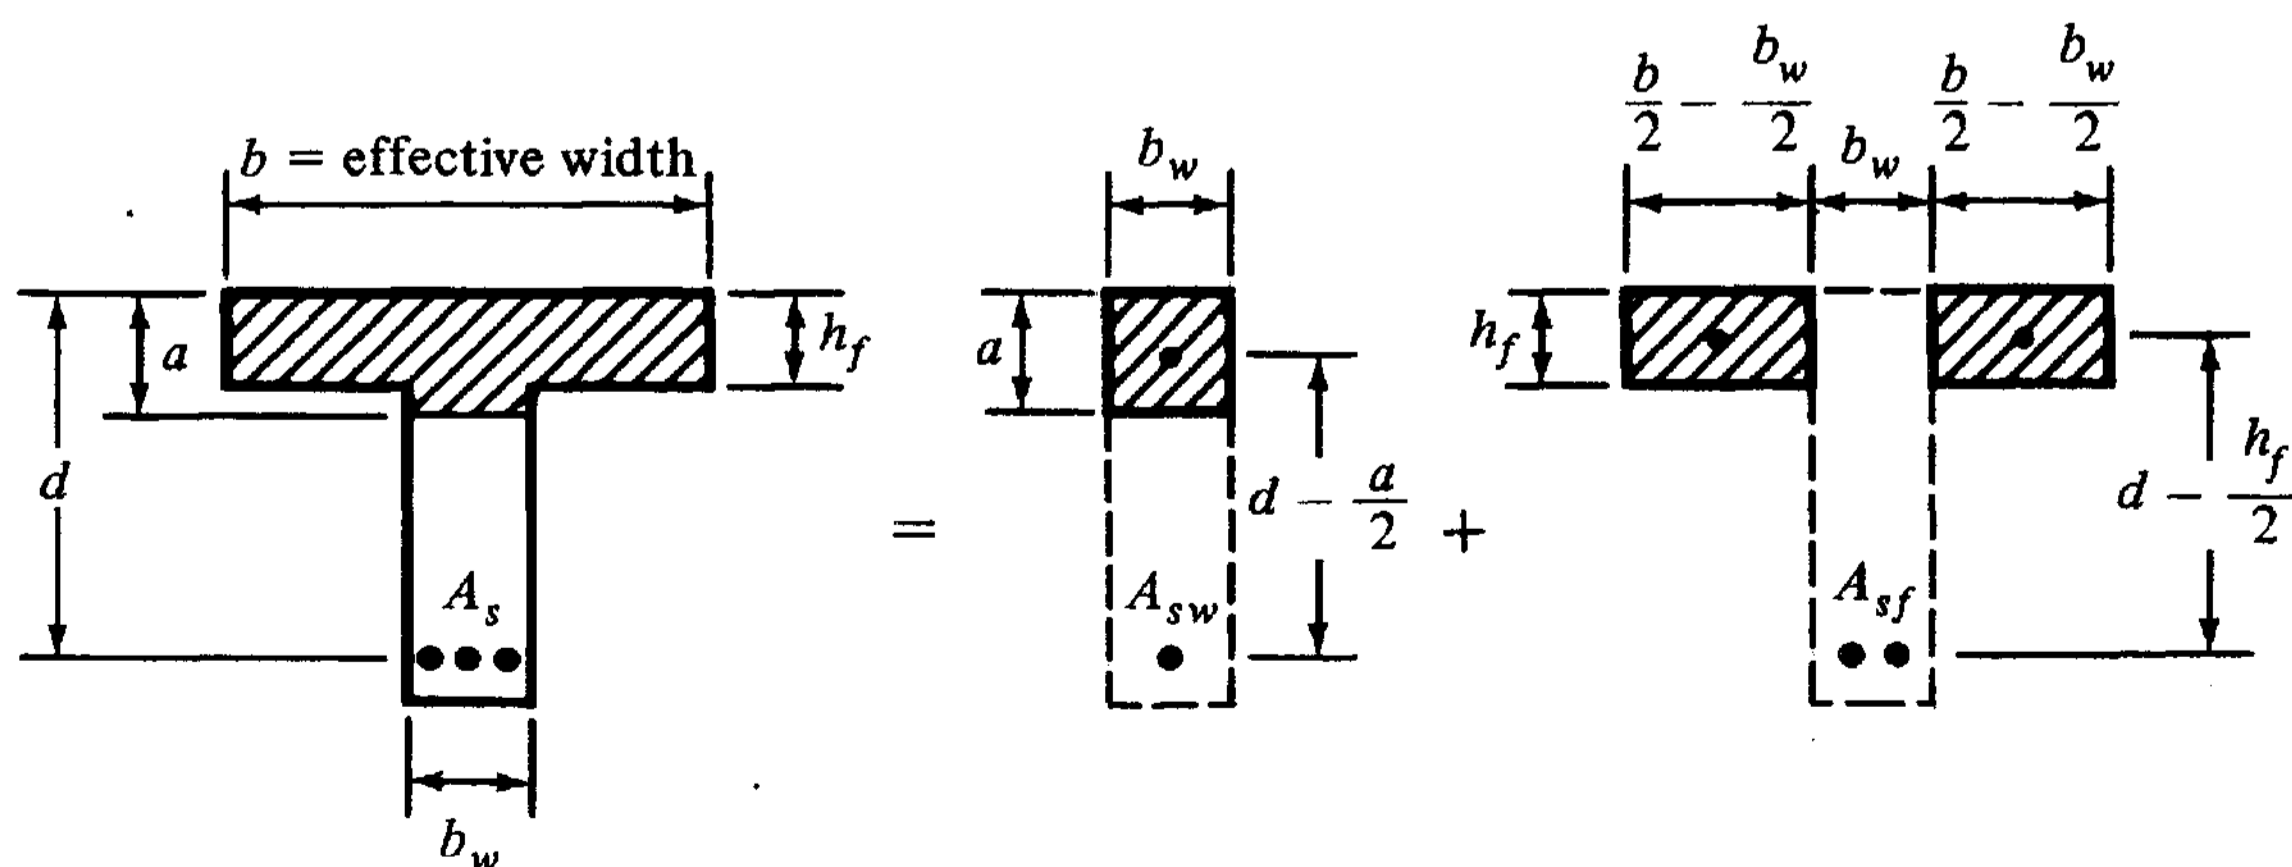 b = effective width
a
h_f
d
A_s
b_w
=
b_w
a
d - a/2
A_sw
+
b/2 - b_w/2
b_w
b/2 - b_w/2
h_f
d - h_f/2
A_sf